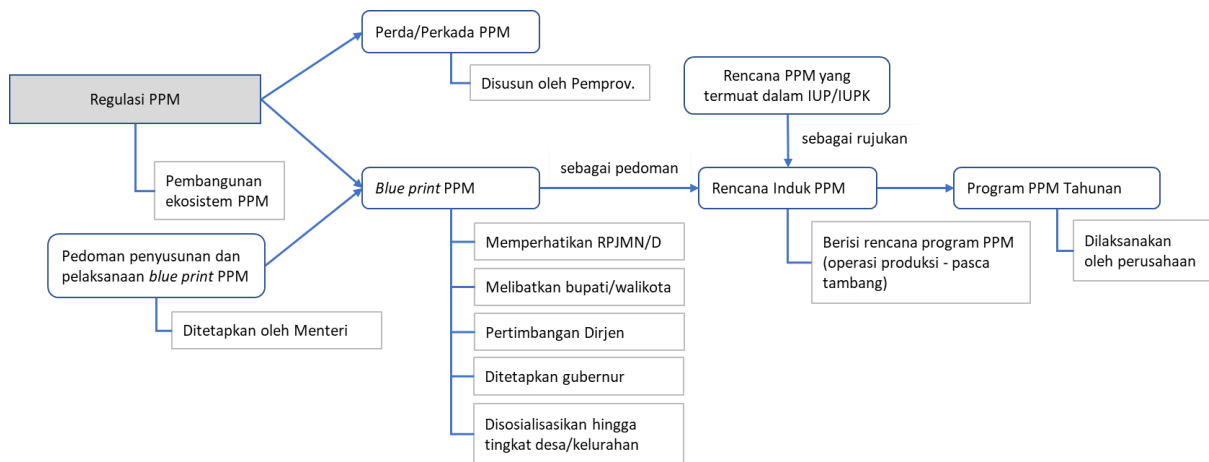 Perda/Perkada PPM
Disusun oleh Pemprov.
Rencana PPM yang
termuat dalam IUP/IUPK
Regulasi PPM
sebagai rujukan
Pembangunan
ekosistem PPM
sebagai pedoman
Blue print PPM
Rencana Induk PPM
Program PPM Tahunan
Pedoman penyusunan dan
pelaksanaan blue print PPM
Ditetapkan oleh Menteri
Memperhatikan RPJMN/D
Melibatkan bupati/walikota
Pertimbangan Dirjen
Ditetapkan gubernur
Disosialisasikan hingga
tingkat desa/kelurahan
Berisi rencana program PPM
(operasi produksi - pasca
tambang)
Dilaksanakan
oleh perusahaan